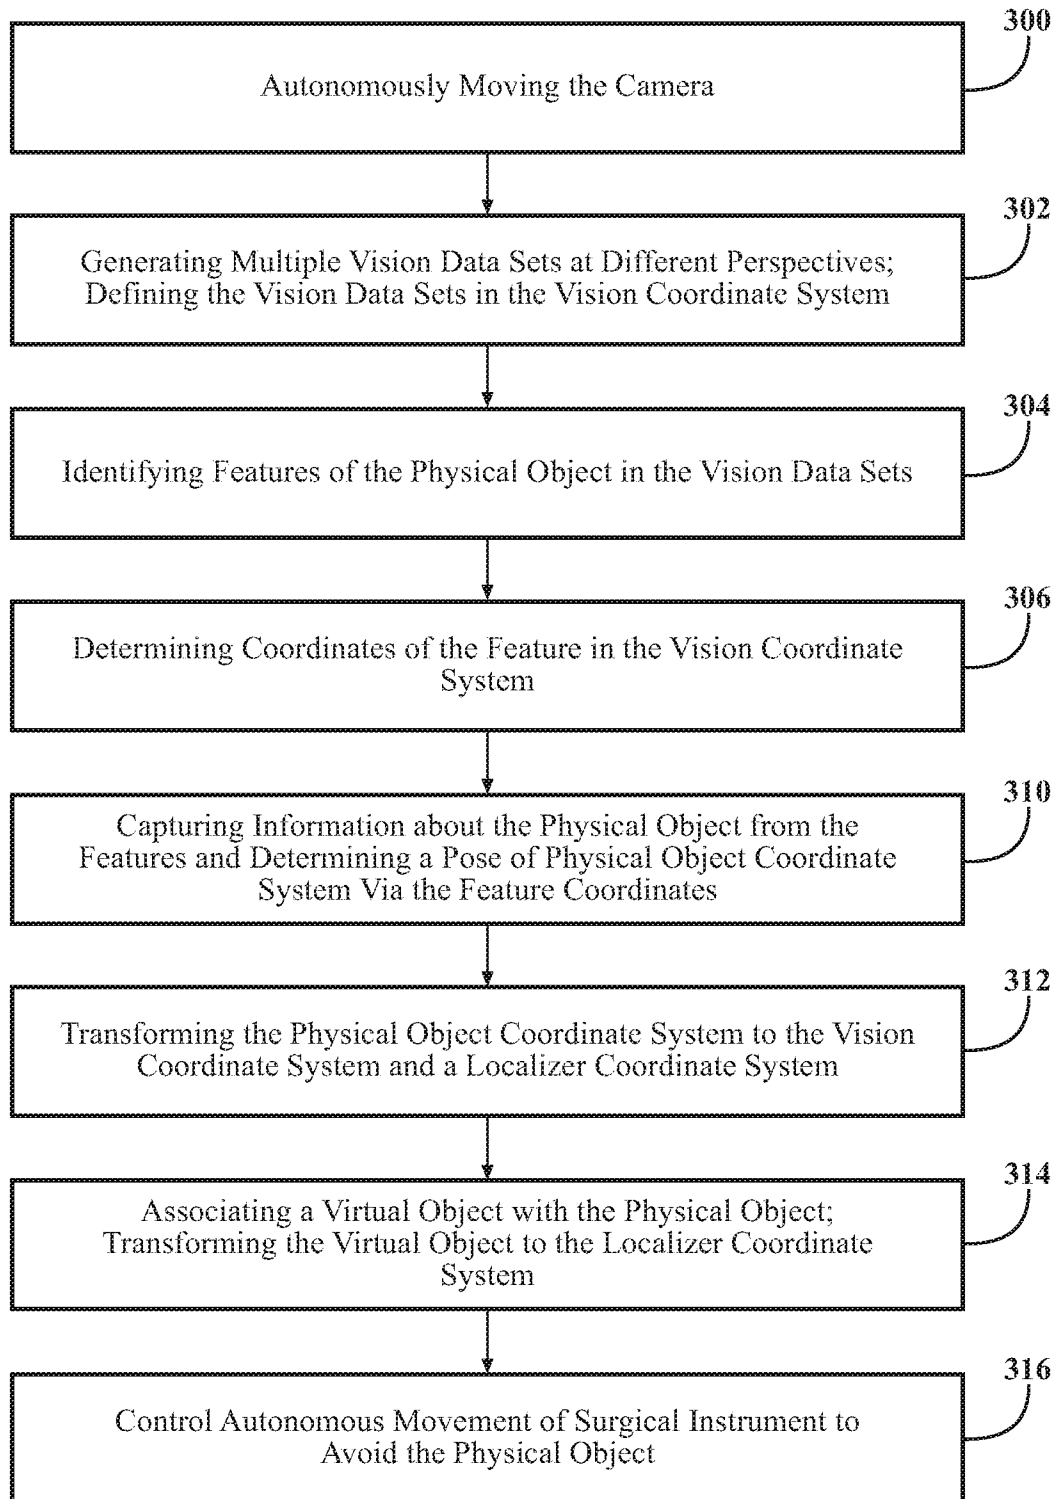 300
Autonomously Moving the Camera
302
Generating Multiple Vision Data Sets at Different Perspectives;
Defining the Vision Data Sets in the Vision Coordinate System
304
Identifying Features of the Physical Object in the Vision Data Sets
306
Determining Coordinates of the Feature in the Vision Coordinate
System
310
Capturing Information about the Physical Object from the
Features and Determining a Pose of Physical Object Coordinate
System Via the Feature Coordinates
312
Transforming the Physical Object Coordinate System to the Vision
Coordinate System and a Localizer Coordinate System
314
Associating a Virtual Object with the Physical Object;
Transforming the Virtual Object to the Localizer Coordinate
System
316
Control Autonomous Movement of Surgical Instrument to
Avoid the Physical Object